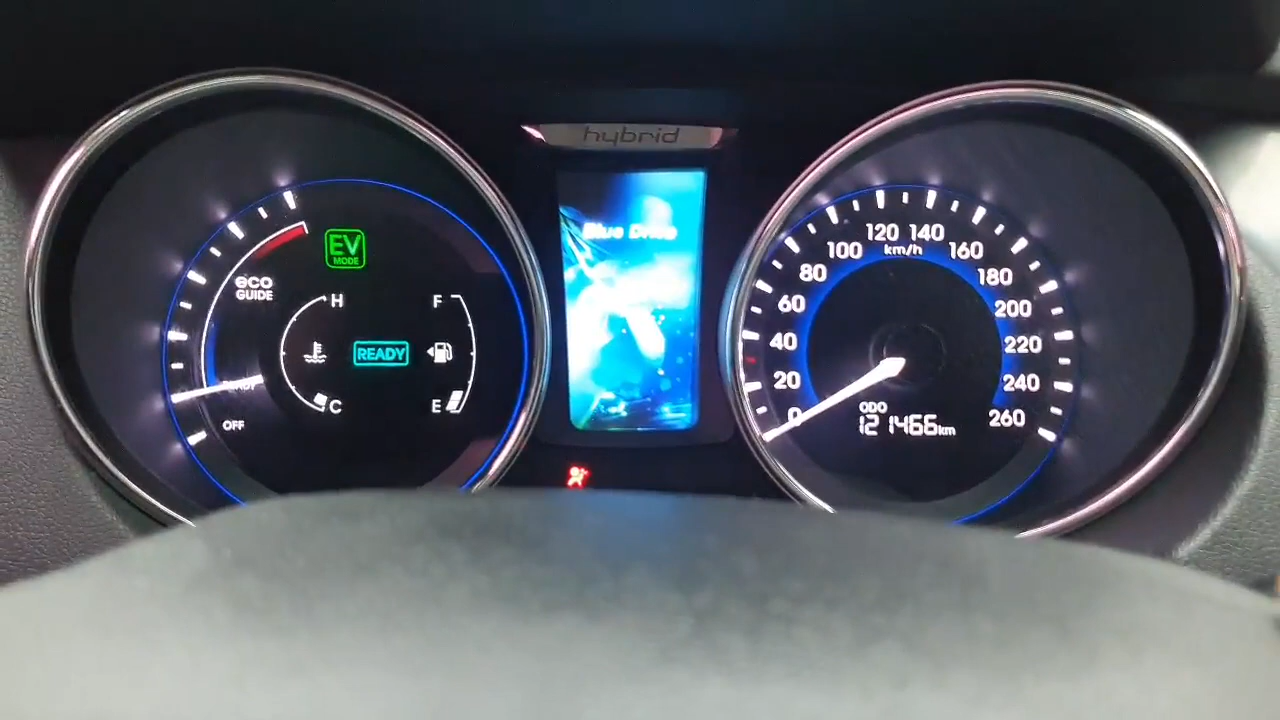 hybrid
EV
MODE
eco
GUIDE
H
F
READY
READY
OFF
C
E
Blue Drive
0
20
40
60
80
100
120
140
160
180
200
220
240
260
km/h
ODO
121466km